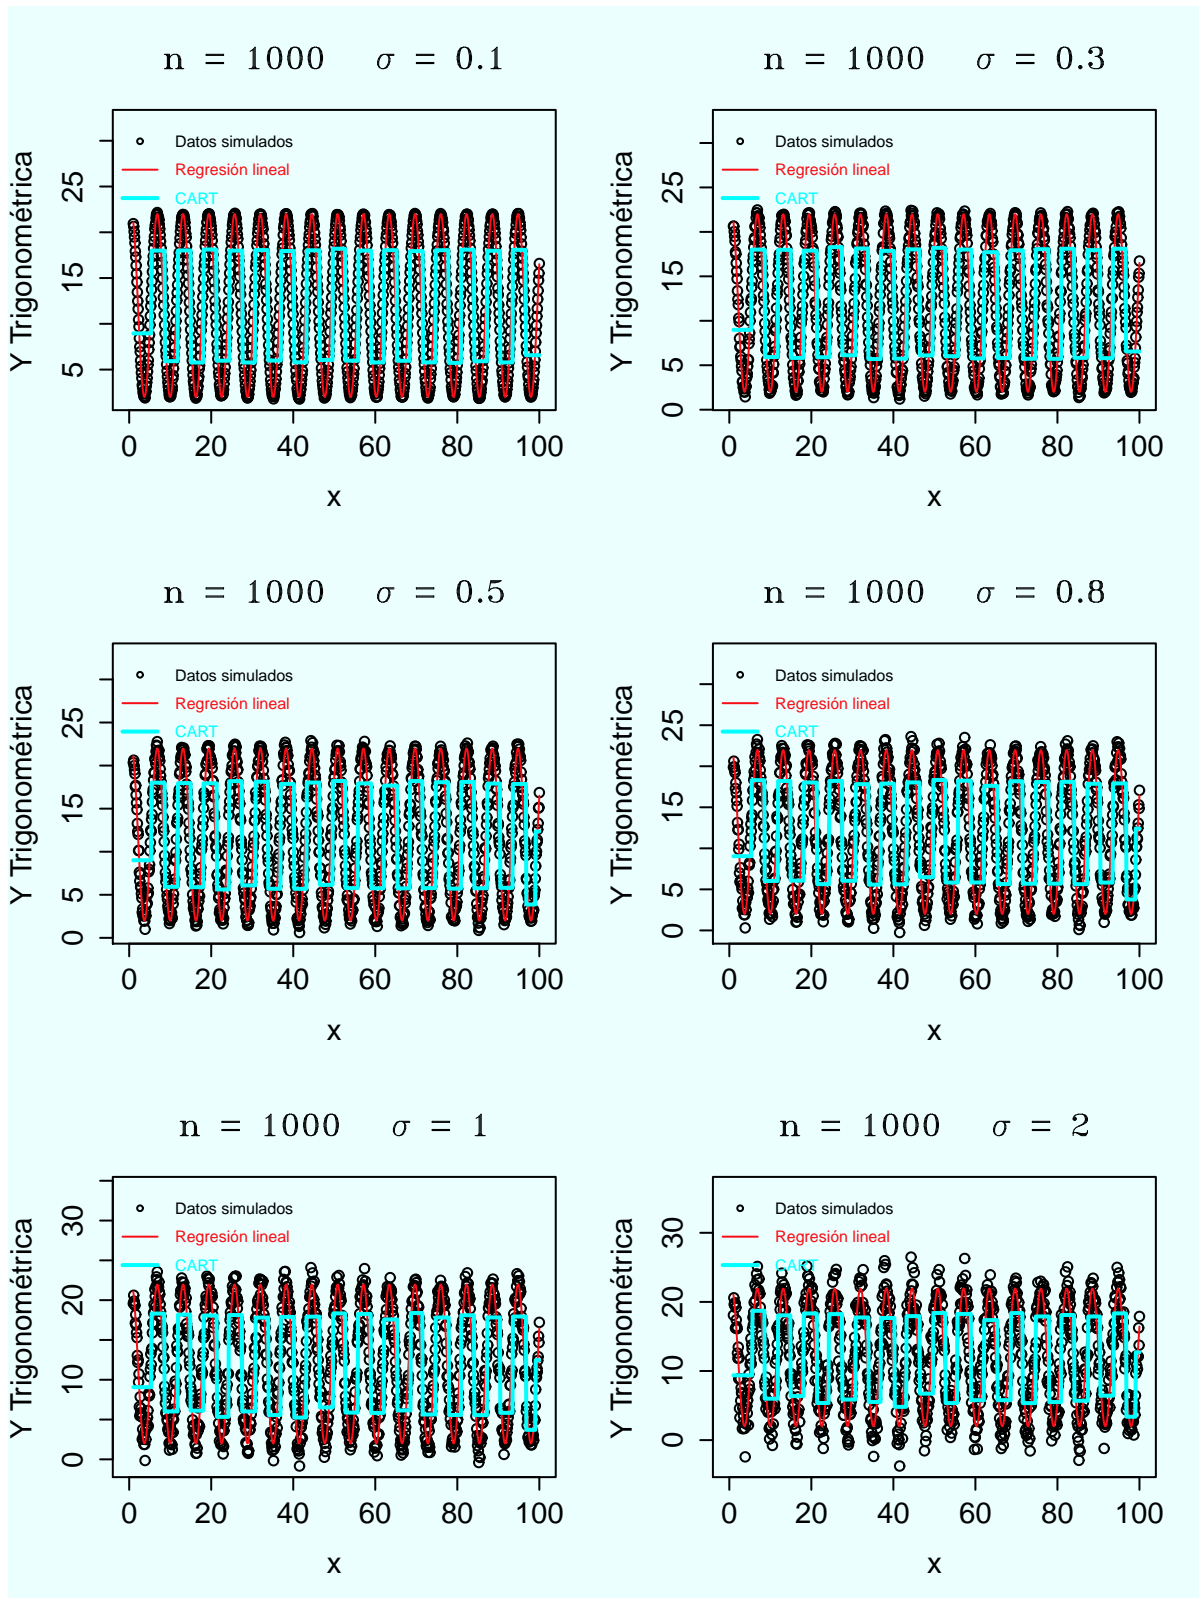 n = 1000 σ = 0.1
Y Trigonométrica
25
15
5
Datos simulados
Regresión lineal
CART
0 20 40 60 80 100
x
n = 1000 σ = 0.3
Y Trigonométrica
25
15
5
0
Datos simulados
Regresión lineal
CART
0 20 40 60 80 100
x
n = 1000 σ = 0.5
Y Trigonométrica
25
15
5
0
Datos simulados
Regresión lineal
CART
0 20 40 60 80 100
x
n = 1000 σ = 0.8
Y Trigonométrica
25
15
5
0
Datos simulados
Regresión lineal
CART
0 20 40 60 80 100
x
n = 1000 σ = 1
Y Trigonométrica
30
20
10
0
Datos simulados
Regresión lineal
CART
0 20 40 60 80 100
x
n = 1000 σ = 2
Y Trigonométrica
30
20
10
0
Datos simulados
Regresión lineal
CART
0 20 40 60 80 100
x